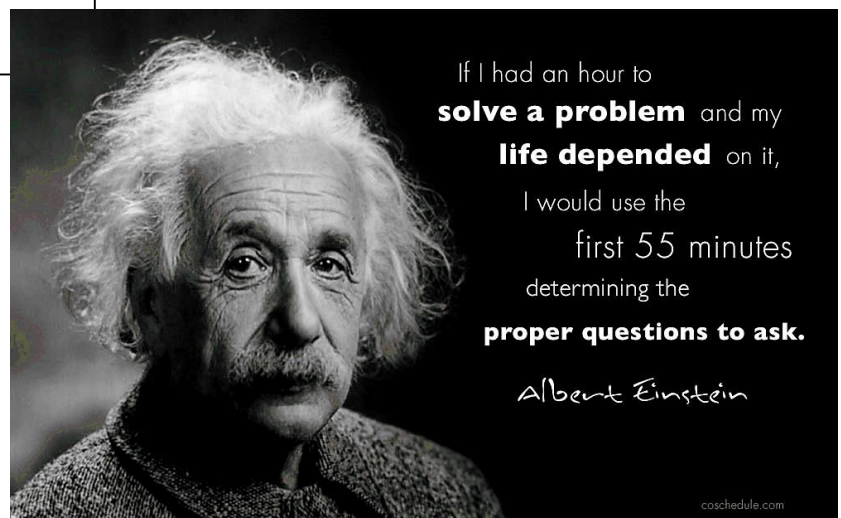 If I had an hour to
solve a problem and my
life depended on it,
I would use the
first 55 minutes
determining the
proper questions to ask.
Albert Einstein
coschedule.com